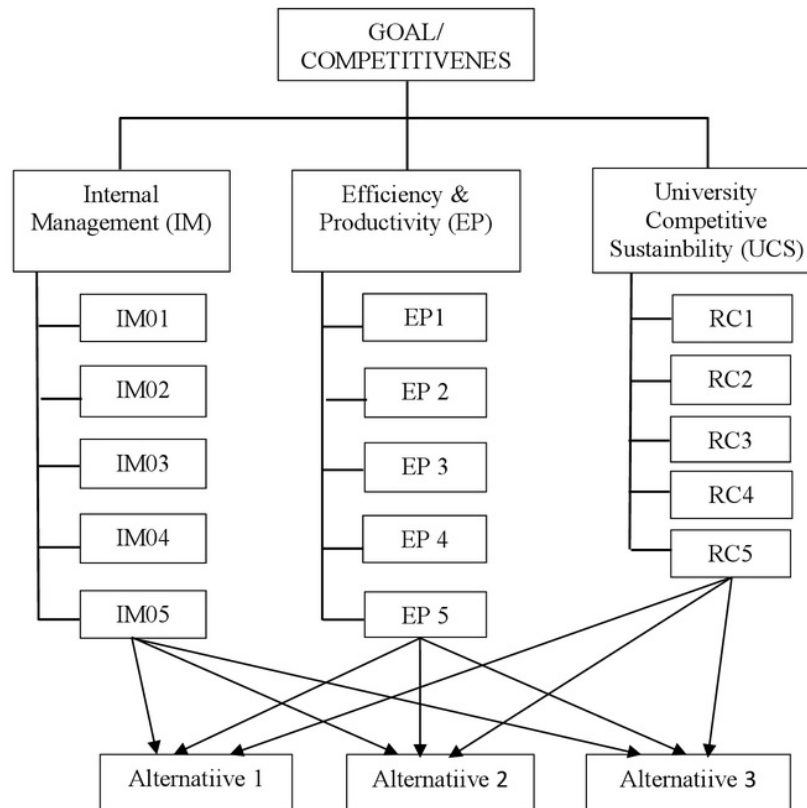 GOAL/
COMPETITIVENES
Internal
Management (IM)
Efficiency &
Productivity (EP)
University
Competitive
Sustainbility (UCS)
IM01
IM02
IM03
IM04
IM05
EP1
EP 2
EP 3
EP 4
EP 5
RC1
RC2
RC3
RC4
RC5
Alternatiive 1
Alternatiive 2
Alternatiive 3